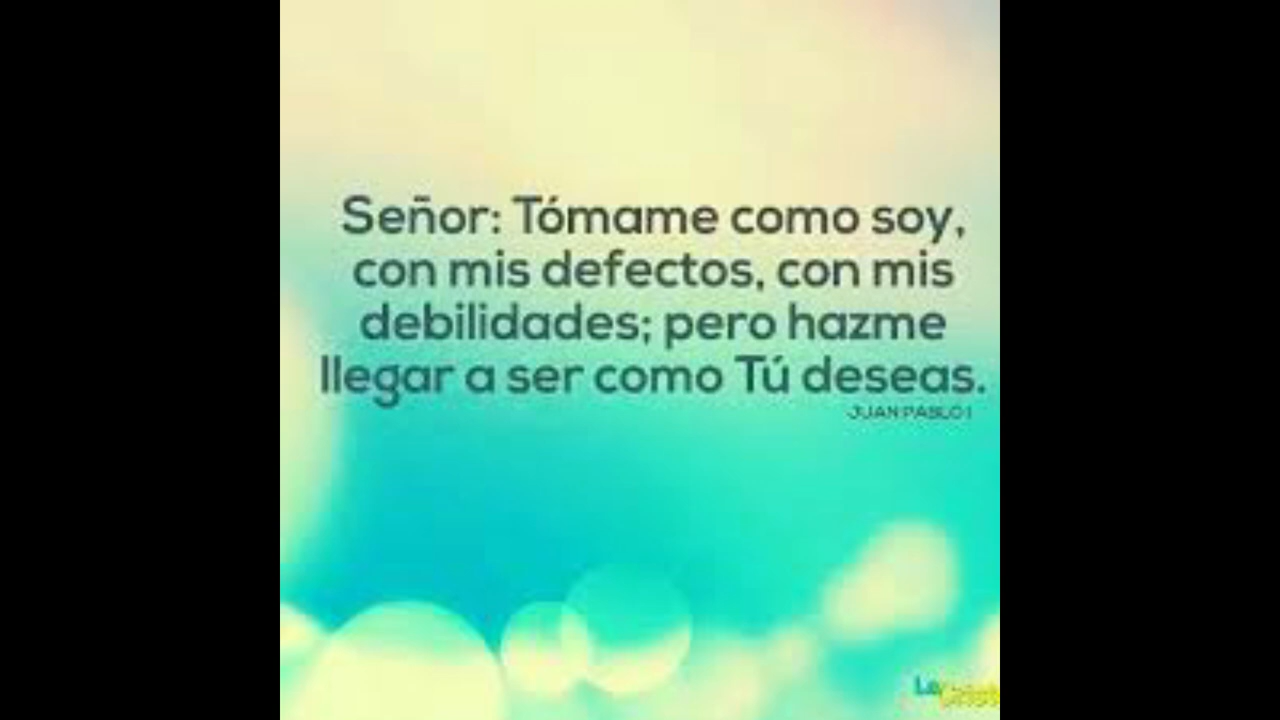 Señor: Tómame como soy,
con mis defectos, con mis
debilidades; pero hazme
llegar a ser como Tú deseas.
JUAN PABLO I